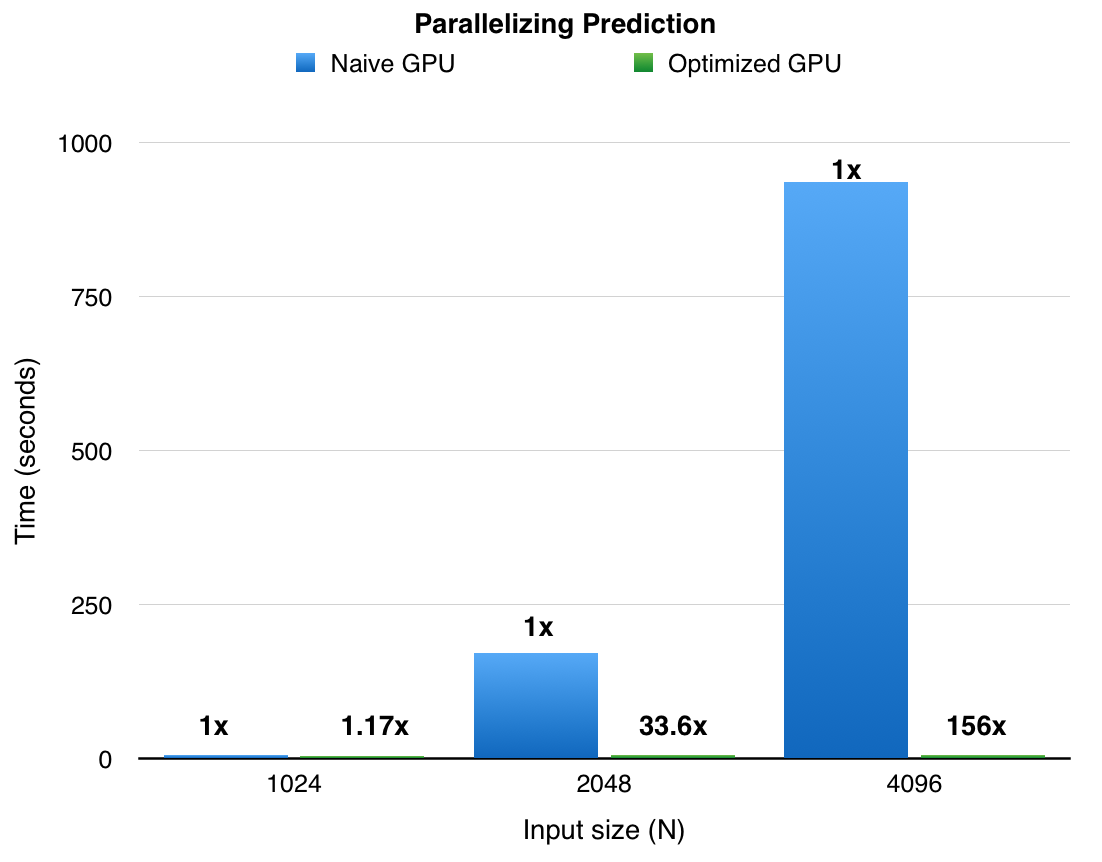 Parallelizing Prediction
Naive GPU
Optimized GPU
1000
750
500
250
0
Time (seconds)
1x
1.17x
1x
33.6x
1x
156x
1024
2048
4096
Input size (N)